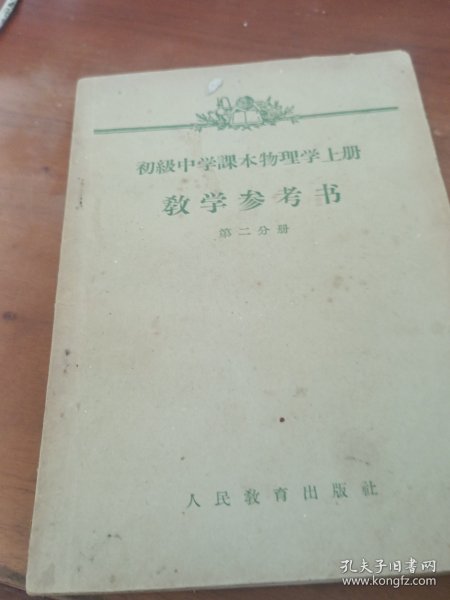 初級中学課本物理学上册
教学参考书
第二分册
人民教育出版社
孔夫子旧书网
www.kongfz.com